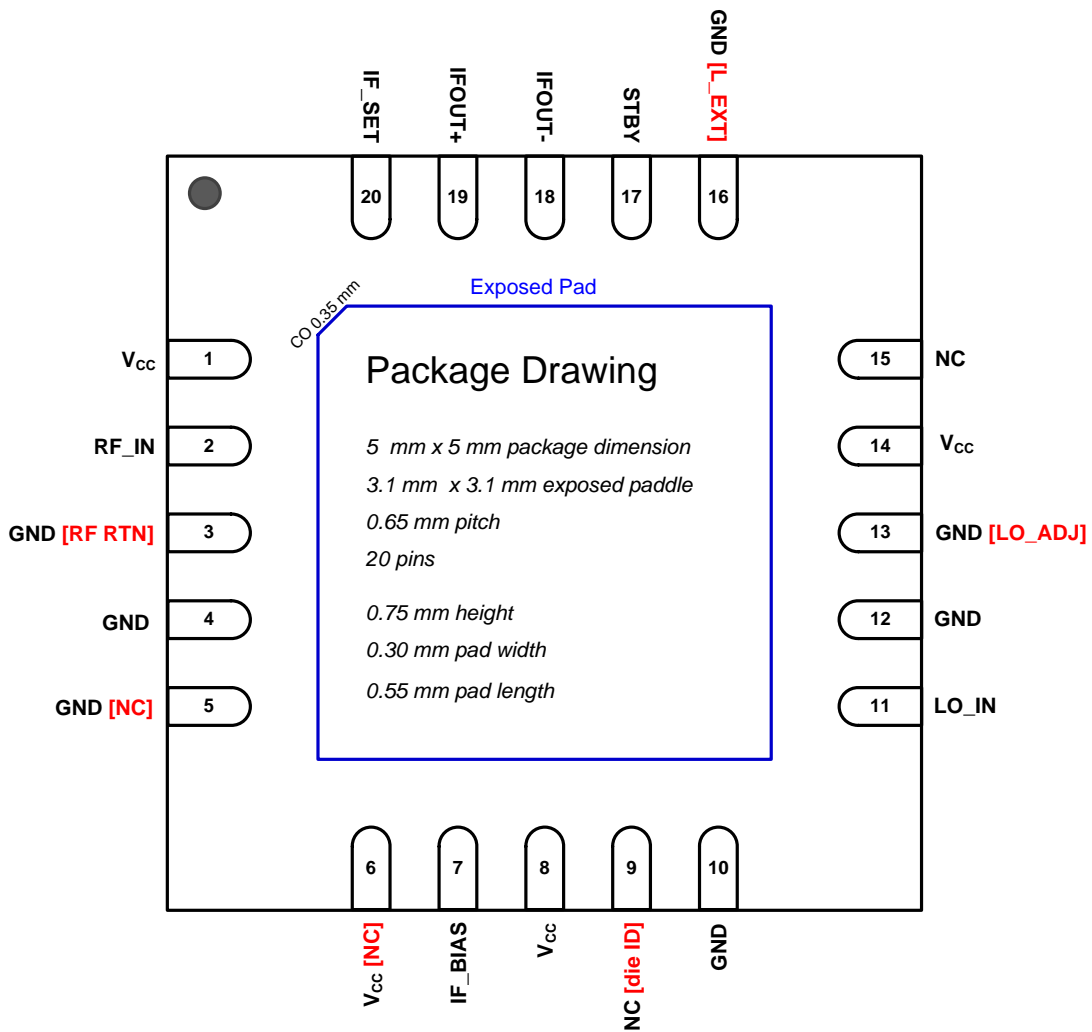 IF_SET
IFOUT+
IFOUT-
STBY
GND [L_EXT]
20
19
18
17
16
Exposed Pad
CO 0.35 mm
Package Drawing
5 mm x 5 mm package dimension
3.1 mm x 3.1 mm exposed paddle
0.65 mm pitch
20 pins
0.75 mm height
0.30 mm pad width
0.55 mm pad length
VCC 1
RF_IN 2
GND [RF RTN] 3
GND 4
GND [NC] 5
15 NC
14 VCC
13 GND [LO_ADJ]
12 GND
11 LO_IN
6
7
8
9
10
VCC [NC]
IF_BIAS
VCC
NC [die ID]
GND